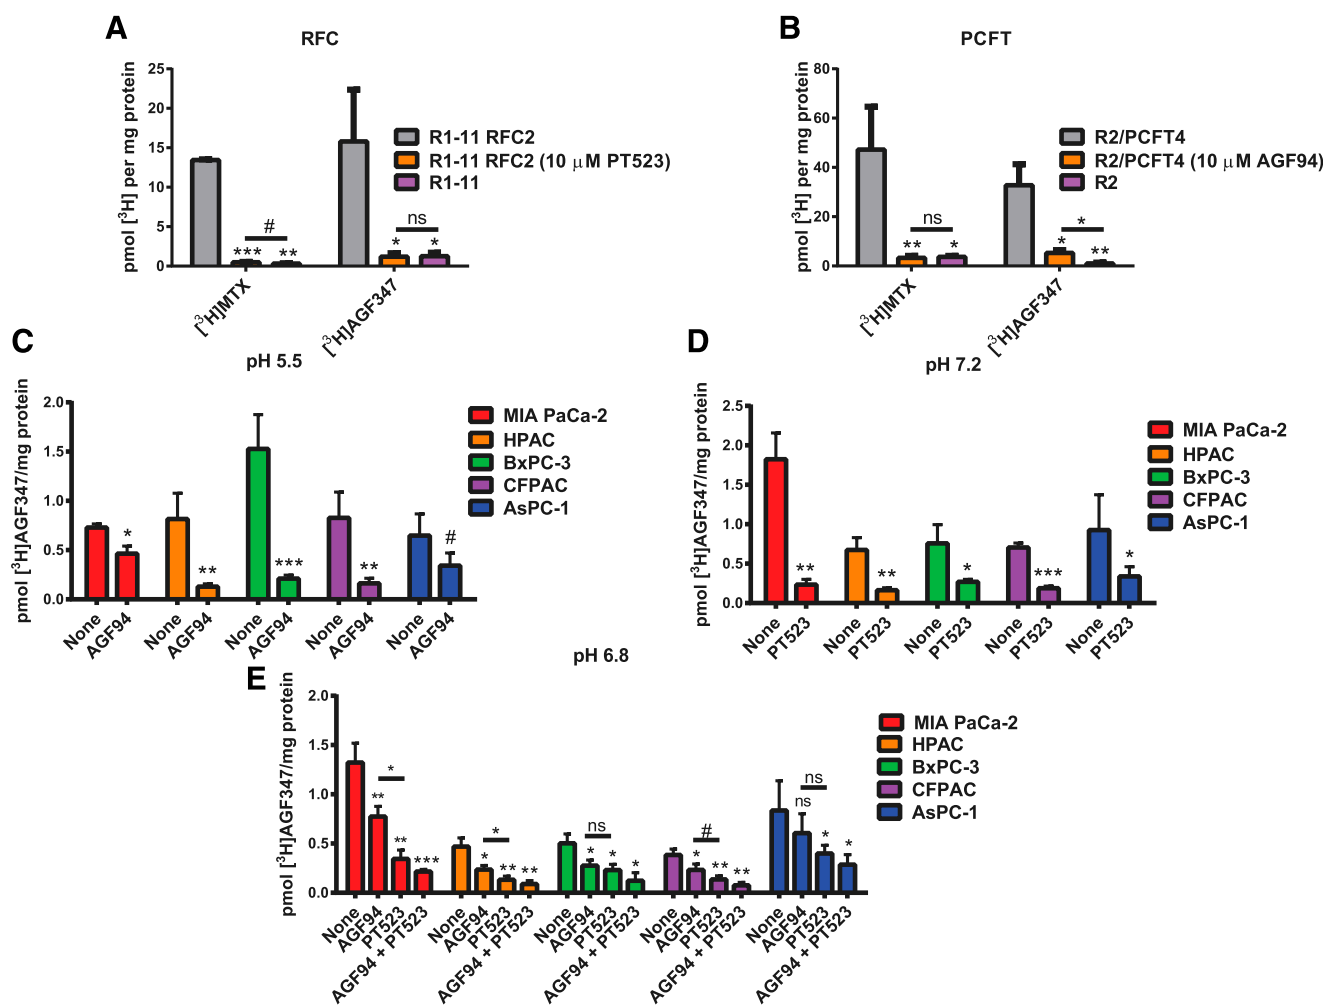 A
RFC
pmol [³H] per mg protein
25
20
15
10
5
0
R1-11 RFC2
R1-11 RFC2 (10 µM PT523)
R1-11
#
*** **
ns
* *
[³H]MTX
[³H]AGF347
B
PCFT
pmol [³H] per mg protein
80
60
40
20
0
R2/PCFT4
R2/PCFT4 (10 µM AGF94)
R2
ns
** *
*
* **
[³H]MTX
[³H]AGF347
C
pH 5.5
pmol [³H]AGF347/mg protein
2.0
1.5
1.0
0.5
0.0
MIA PaCa-2
HPAC
BxPC-3
CFPAC
AsPC-1
* ** *** ** #
None AGF94 None AGF94 None AGF94 None AGF94 None AGF94
D
pH 7.2
pmol [³H]AGF347/mg protein
2.5
2.0
1.5
1.0
0.5
0.0
MIA PaCa-2
HPAC
BxPC-3
CFPAC
AsPC-1
** ** * *** *
None PT523 None PT523 None PT523 None PT523 None PT523
E
pH 6.8
pmol [³H]AGF347/mg protein
2.0
1.5
1.0
0.5
0.0
MIA PaCa-2
HPAC
BxPC-3
CFPAC
AsPC-1
* * ns # ns
** ** *** * ** ** * * * * ** ** ns * *
None AGF94 PT523 AGF94 + PT523
None AGF94 PT523 AGF94 + PT523
None AGF94 PT523 AGF94 + PT523
None AGF94 PT523 AGF94 + PT523
None AGF94 PT523 AGF94 + PT523